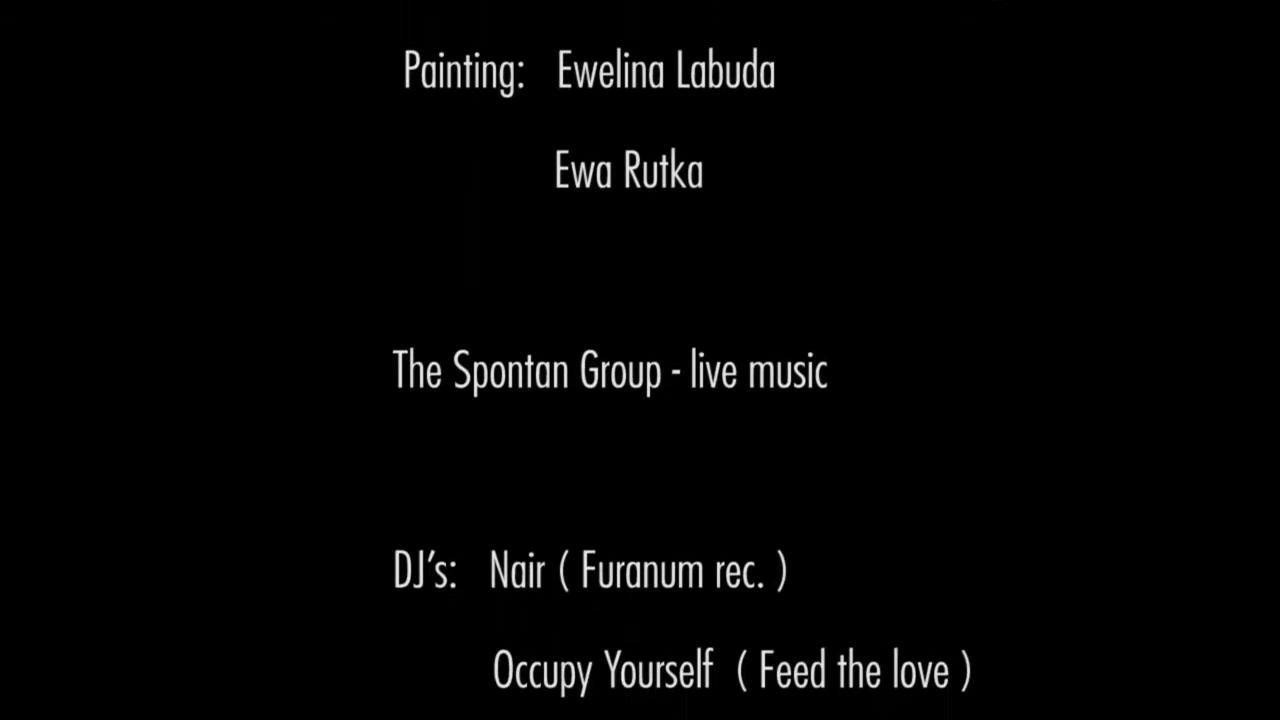 Painting: Ewelina Labuda
Ewa Rutka
The Spontan Group - live music
DJ's: Nair ( Furanum rec. )
Occupy Yourself ( Feed the love )